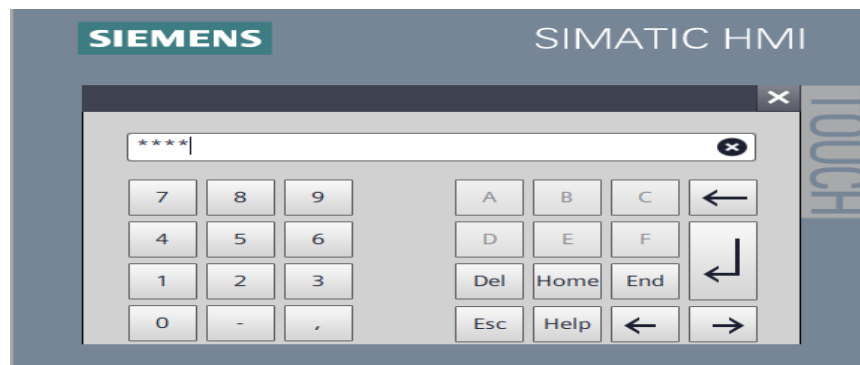 SIEMENS SIMATIC HMI
TOUCH
****
7 8 9 A B C ←
4 5 6 D E F
1 2 3 Del Home End
0 - , Esc Help ← →